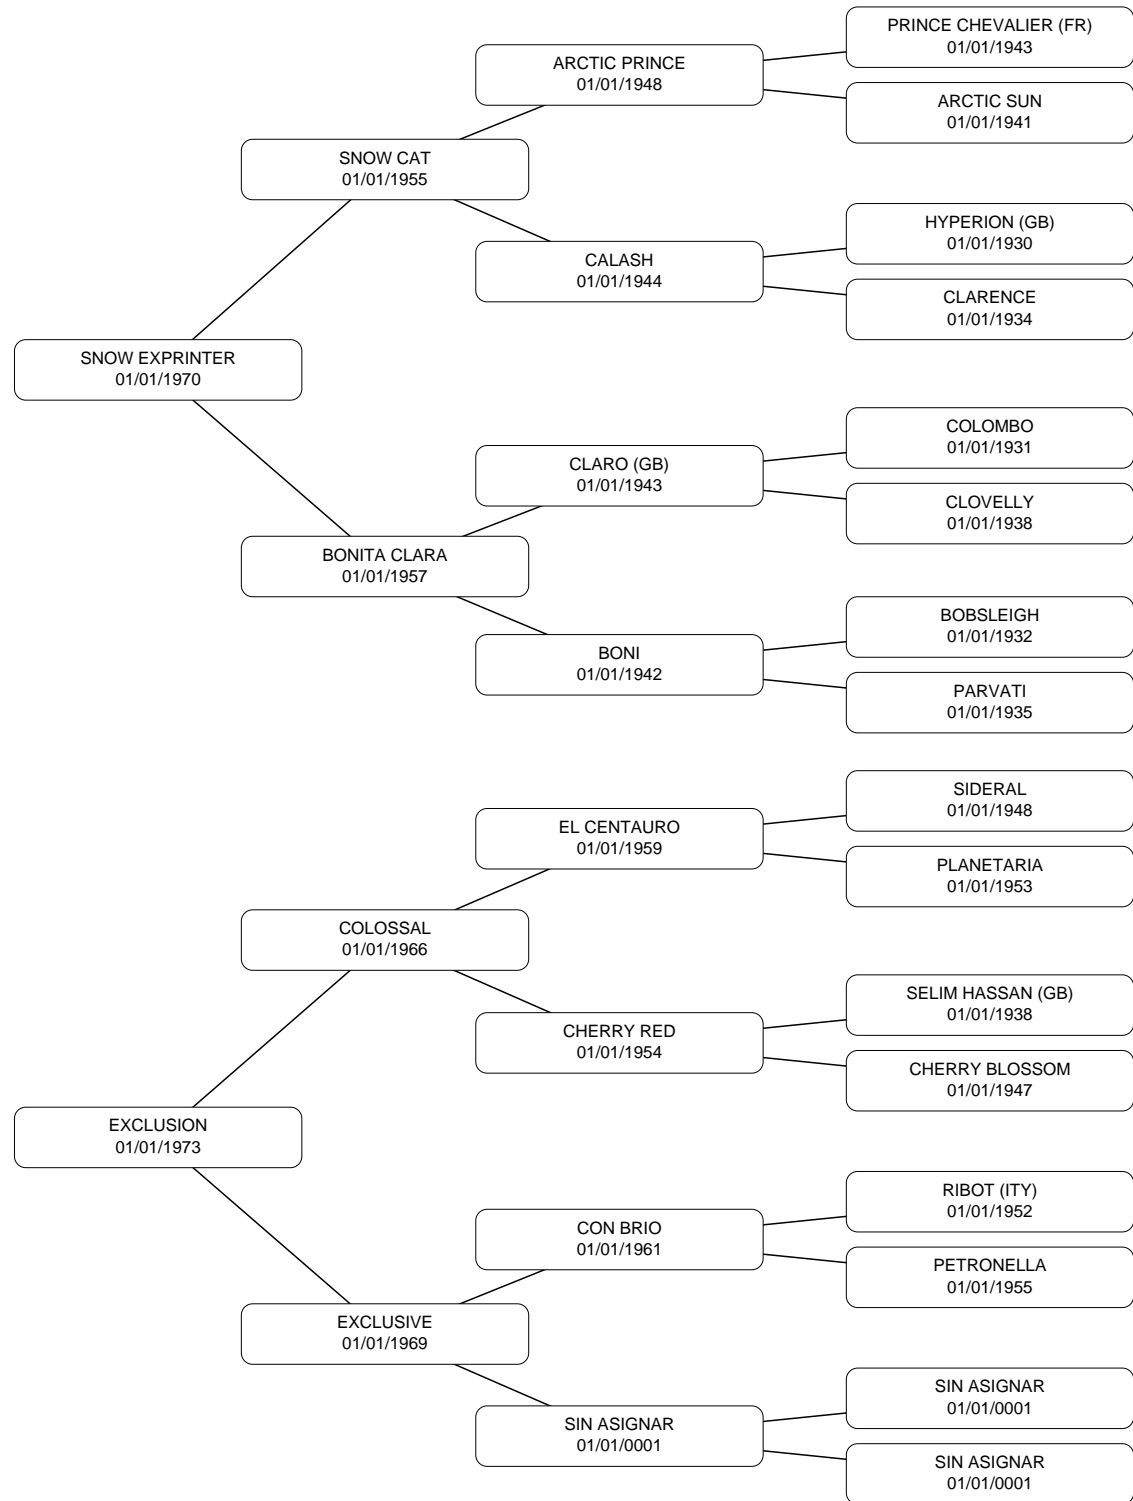 PRINCE CHEVALIER (FR)
01/01/1943
ARCTIC PRINCE
01/01/1948
ARCTIC SUN
01/01/1941
SNOW CAT
01/01/1955
HYPERION (GB)
01/01/1930
CALASH
01/01/1944
CLARENCE
01/01/1934
SNOW EXPRINTER
01/01/1970
COLOMBO
01/01/1931
CLARO (GB)
01/01/1943
CLOVELLY
01/01/1938
BONITA CLARA
01/01/1957
BOBSLEIGH
01/01/1932
BONI
01/01/1942
PARVATI
01/01/1935
SIDERAL
01/01/1948
EL CENTAURO
01/01/1959
PLANETARIA
01/01/1953
COLOSSAL
01/01/1966
SELIM HASSAN (GB)
01/01/1938
CHERRY RED
01/01/1954
CHERRY BLOSSOM
01/01/1947
EXCLUSION
01/01/1973
RIBOT (ITY)
01/01/1952
CON BRIO
01/01/1961
PETRONELLA
01/01/1955
EXCLUSIVE
01/01/1969
SIN ASIGNAR
01/01/0001
SIN ASIGNAR
01/01/0001
SIN ASIGNAR
01/01/0001